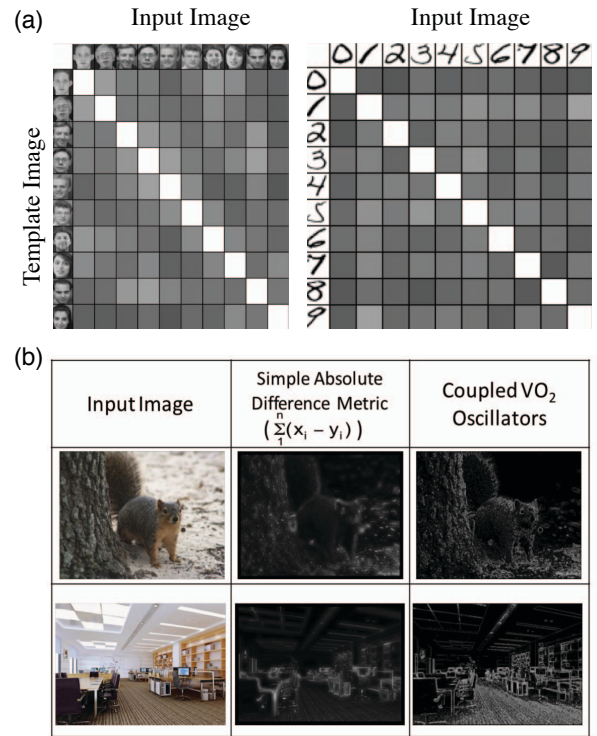 (a)
Input Image
Input Image
Template Image
0 1 2 3 4 5 6 7 8 9
0
1
2
3
4
5
6
7
8
9
(b)
Input Image
Simple Absolute
Difference Metric
( n∑1 (xᵢ – yᵢ) )
Coupled VO₂
Oscillators